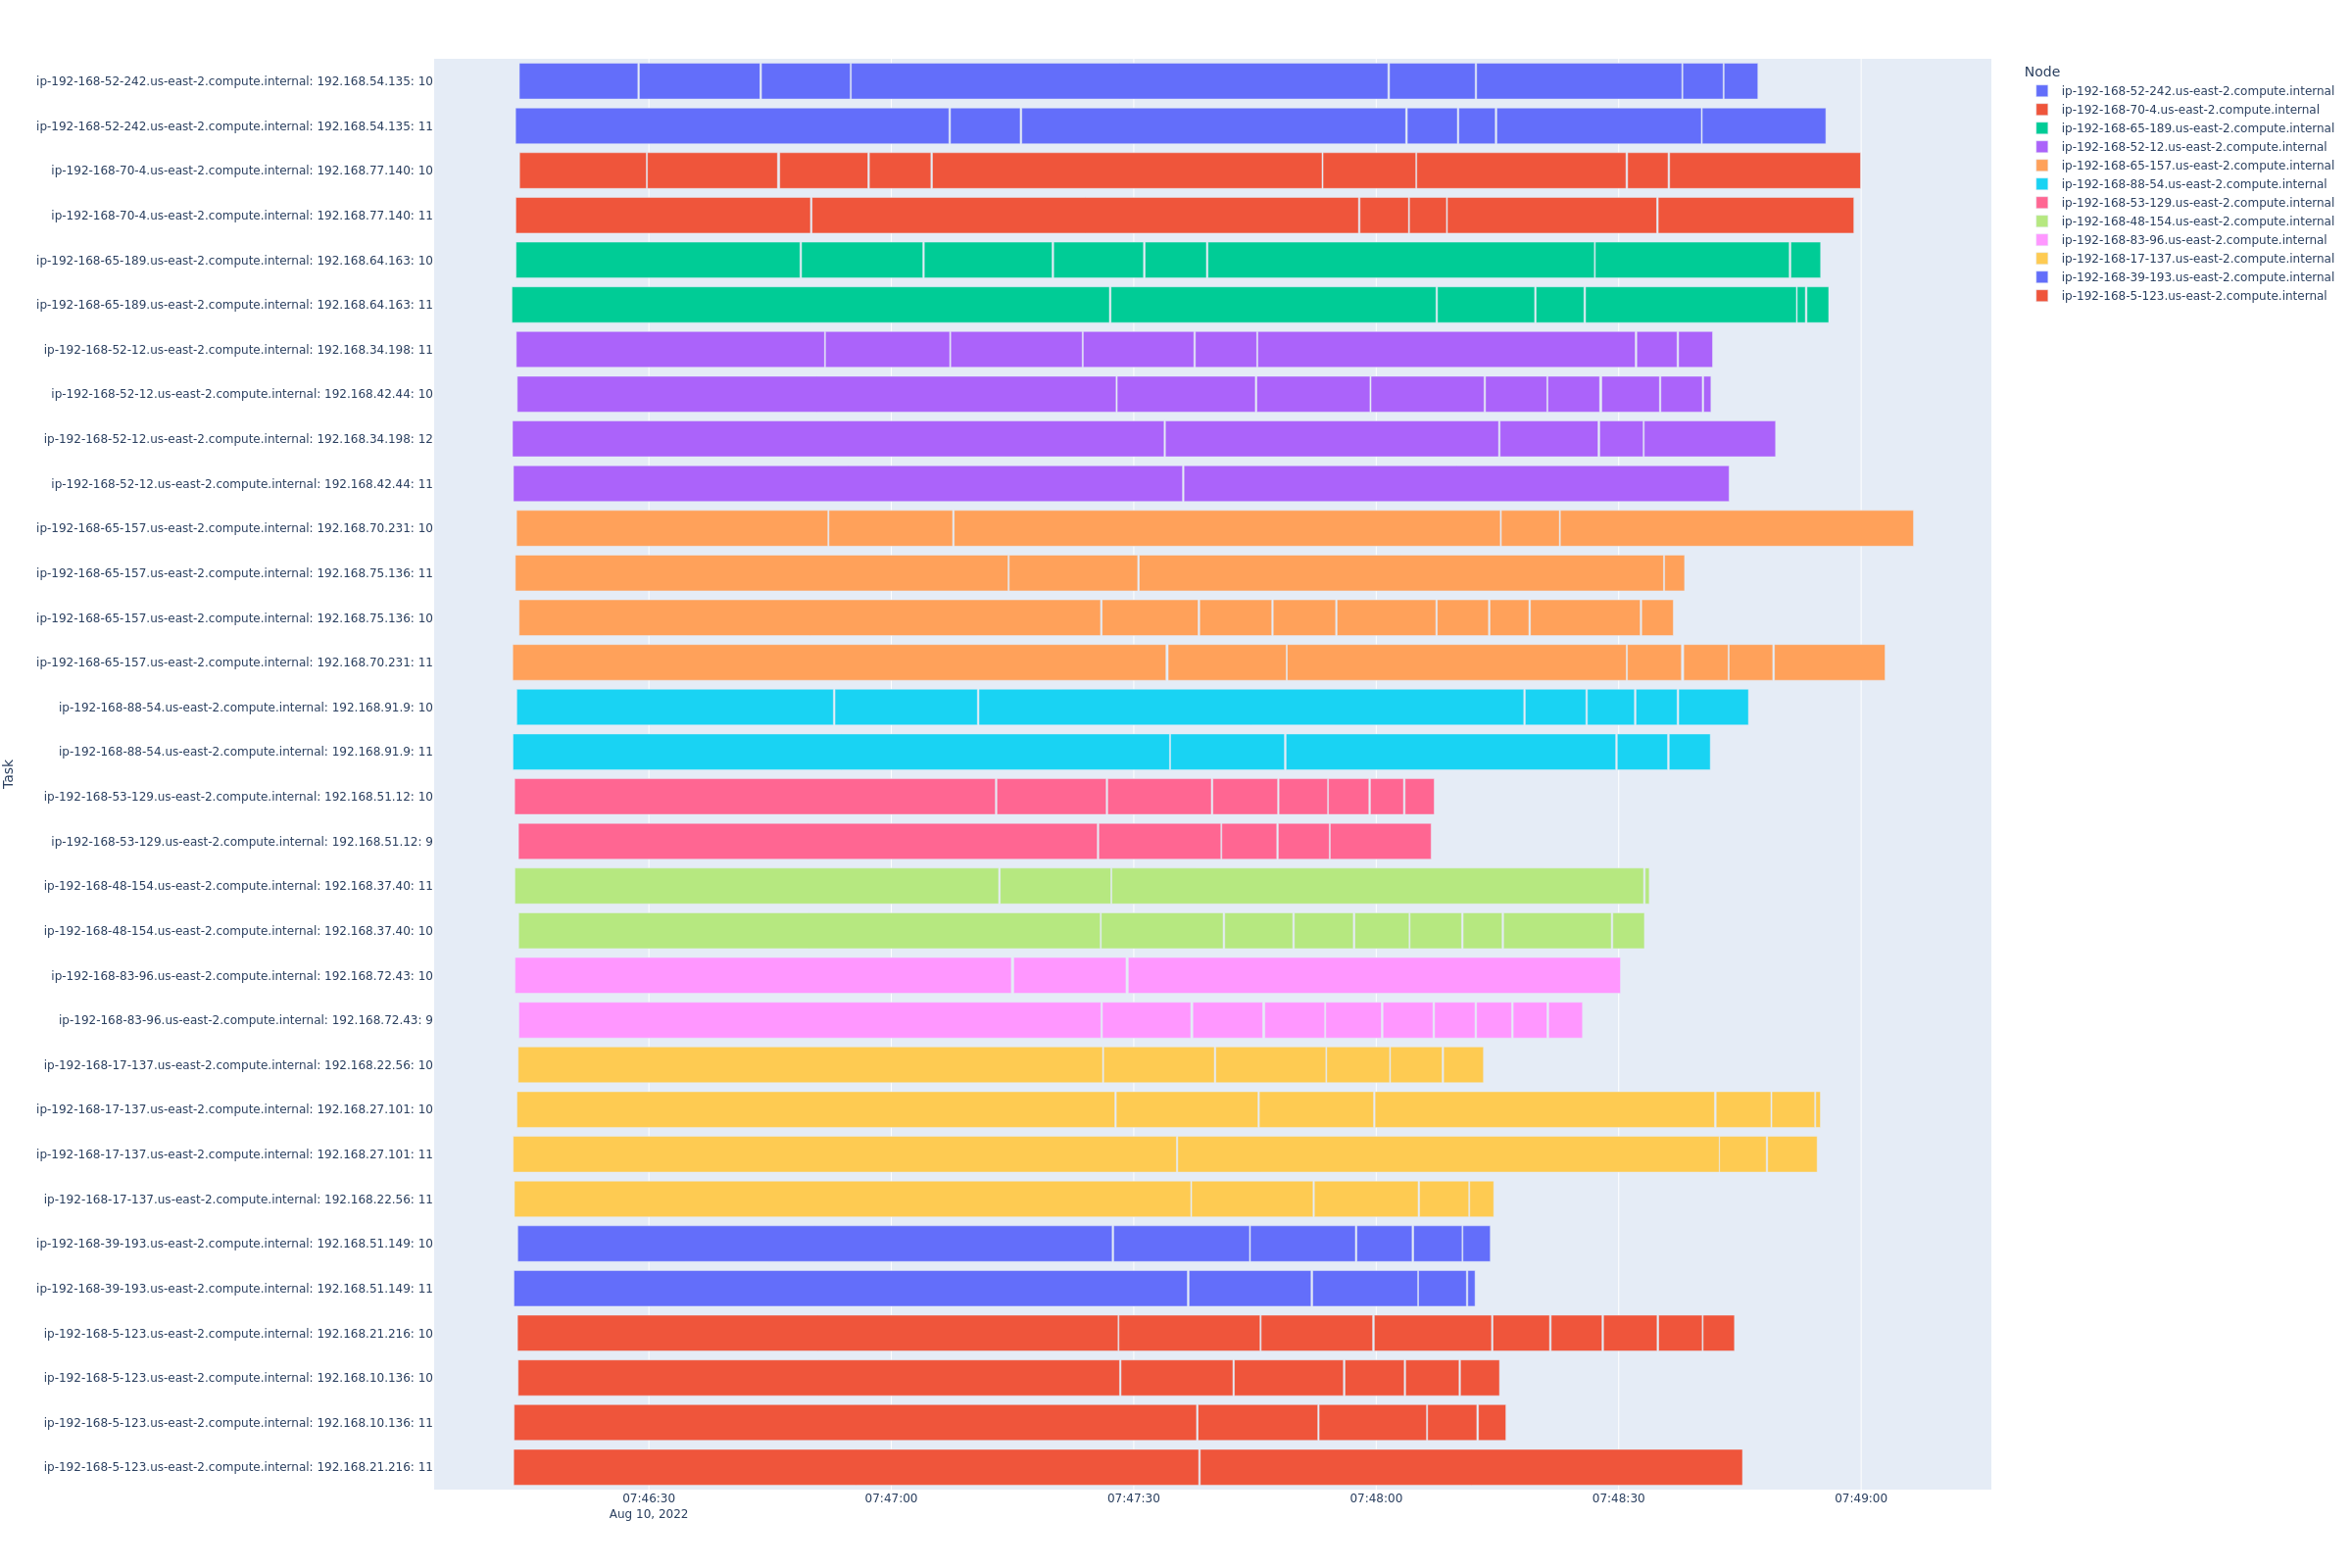 ip-192-168-52-242.us-east-2.compute.internal: 192.168.54.135: 10
ip-192-168-52-242.us-east-2.compute.internal: 192.168.54.135: 11
ip-192-168-70-4.us-east-2.compute.internal: 192.168.77.140: 10
ip-192-168-70-4.us-east-2.compute.internal: 192.168.77.140: 11
ip-192-168-65-189.us-east-2.compute.internal: 192.168.64.163: 10
ip-192-168-65-189.us-east-2.compute.internal: 192.168.64.163: 11
ip-192-168-52-12.us-east-2.compute.internal: 192.168.34.198: 11
ip-192-168-52-12.us-east-2.compute.internal: 192.168.42.44: 10
ip-192-168-52-12.us-east-2.compute.internal: 192.168.34.198: 12
ip-192-168-52-12.us-east-2.compute.internal: 192.168.42.44: 11
ip-192-168-65-157.us-east-2.compute.internal: 192.168.70.231: 10
ip-192-168-65-157.us-east-2.compute.internal: 192.168.75.136: 11
ip-192-168-65-157.us-east-2.compute.internal: 192.168.75.136: 10
ip-192-168-65-157.us-east-2.compute.internal: 192.168.70.231: 11
ip-192-168-88-54.us-east-2.compute.internal: 192.168.91.9: 10
ip-192-168-88-54.us-east-2.compute.internal: 192.168.91.9: 11
ip-192-168-53-129.us-east-2.compute.internal: 192.168.51.12: 10
ip-192-168-53-129.us-east-2.compute.internal: 192.168.51.12: 9
ip-192-168-48-154.us-east-2.compute.internal: 192.168.37.40: 11
ip-192-168-48-154.us-east-2.compute.internal: 192.168.37.40: 10
ip-192-168-83-96.us-east-2.compute.internal: 192.168.72.43: 10
ip-192-168-83-96.us-east-2.compute.internal: 192.168.72.43: 9
ip-192-168-17-137.us-east-2.compute.internal: 192.168.22.56: 10
ip-192-168-17-137.us-east-2.compute.internal: 192.168.27.101: 10
ip-192-168-17-137.us-east-2.compute.internal: 192.168.27.101: 11
ip-192-168-17-137.us-east-2.compute.internal: 192.168.22.56: 11
ip-192-168-39-193.us-east-2.compute.internal: 192.168.51.149: 10
ip-192-168-39-193.us-east-2.compute.internal: 192.168.51.149: 11
ip-192-168-5-123.us-east-2.compute.internal: 192.168.21.216: 10
ip-192-168-5-123.us-east-2.compute.internal: 192.168.10.136: 10
ip-192-168-5-123.us-east-2.compute.internal: 192.168.10.136: 11
ip-192-168-5-123.us-east-2.compute.internal: 192.168.21.216: 11
Task
07:46:30 07:47:00 07:47:30 07:48:00 07:48:30 07:49:00
Aug 10, 2022
Node
ip-192-168-52-242.us-east-2.compute.internal
ip-192-168-70-4.us-east-2.compute.internal
ip-192-168-65-189.us-east-2.compute.internal
ip-192-168-52-12.us-east-2.compute.internal
ip-192-168-65-157.us-east-2.compute.internal
ip-192-168-88-54.us-east-2.compute.internal
ip-192-168-53-129.us-east-2.compute.internal
ip-192-168-48-154.us-east-2.compute.internal
ip-192-168-83-96.us-east-2.compute.internal
ip-192-168-17-137.us-east-2.compute.internal
ip-192-168-39-193.us-east-2.compute.internal
ip-192-168-5-123.us-east-2.compute.internal